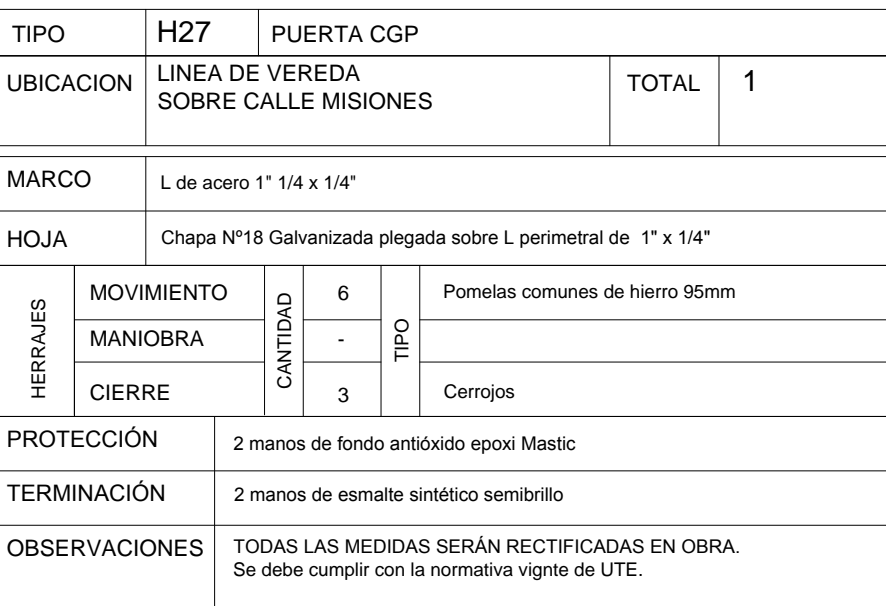 TIPO H27 PUERTA CGP
UBICACION LINEA DE VEREDA TOTAL 1
SOBRE CALLE MISIONES
MARCO L de acero 1" 1/4 x 1/4"
HOJA Chapa Nº18 Galvanizada plegada sobre L perimetral de 1" x 1/4"
HERRAJES
MOVIMIENTO CANTIDAD 6 TIPO Pomelas comunes de hierro 95mm
MANIOBRA -
CIERRE 3 Cerrojos
PROTECCIÓN 2 manos de fondo antióxido epoxi Mastic
TERMINACIÓN 2 manos de esmalte sintético semibrillo
OBSERVACIONES TODAS LAS MEDIDAS SERÁN RECTIFICADAS EN OBRA.
Se debe cumplir con la normativa vignte de UTE.